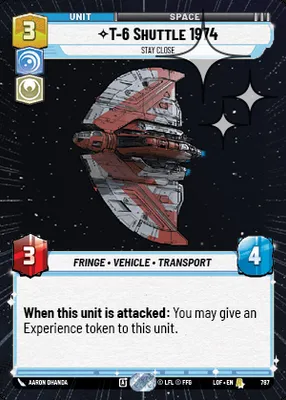 UNIT
SPACE
3
✧T-6 SHUTTLE 1974
STAY CLOSE
3
FRINGE • VEHICLE • TRANSPORT
4
When this unit is attacked: You may give an
Experience token to this unit.
AARON DHANDA
© LFL © FFG
LOF • EN
767